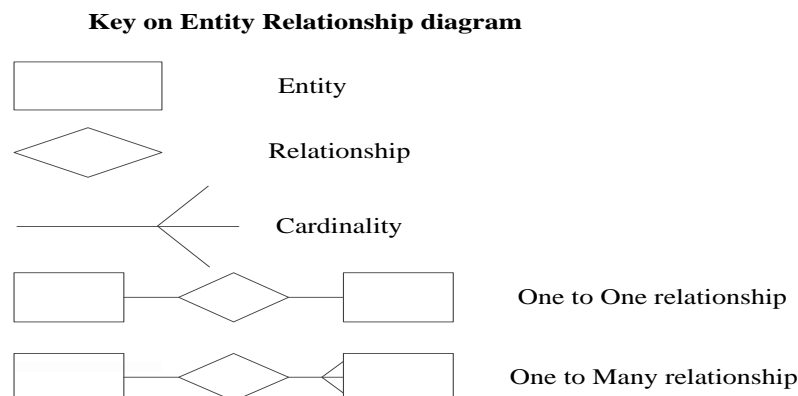 Key on Entity Relationship diagram
Entity
Relationship
Cardinality
One to One relationship
One to Many relationship